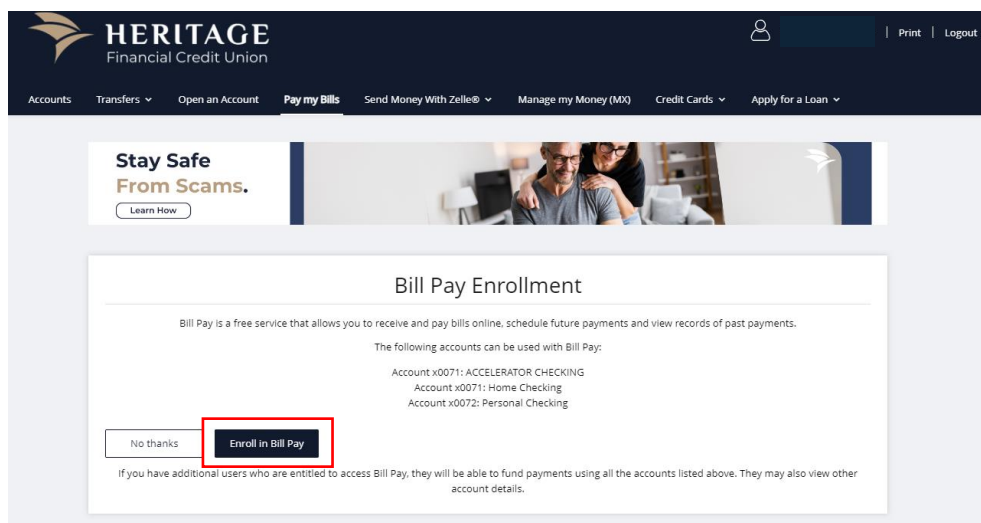 HERITAGE
Financial Credit Union
| Print | Logout
Accounts Transfers Open an Account Pay my Bills Send Money With Zelle® Manage my Money (MX) Credit Cards Apply for a Loan
Stay Safe
From Scams.
Learn How
Bill Pay Enrollment
Bill Pay is a free service that allows you to receive and pay bills online, schedule future payments and view records of past payments.
The following accounts can be used with Bill Pay:
Account x0071: ACCELERATOR CHECKING
Account x0071: Home Checking
Account x0072: Personal Checking
No thanks Enroll in Bill Pay
If you have additional users who are entitled to access Bill Pay, they will be able to fund payments using all the accounts listed above. They may also view other
account details.